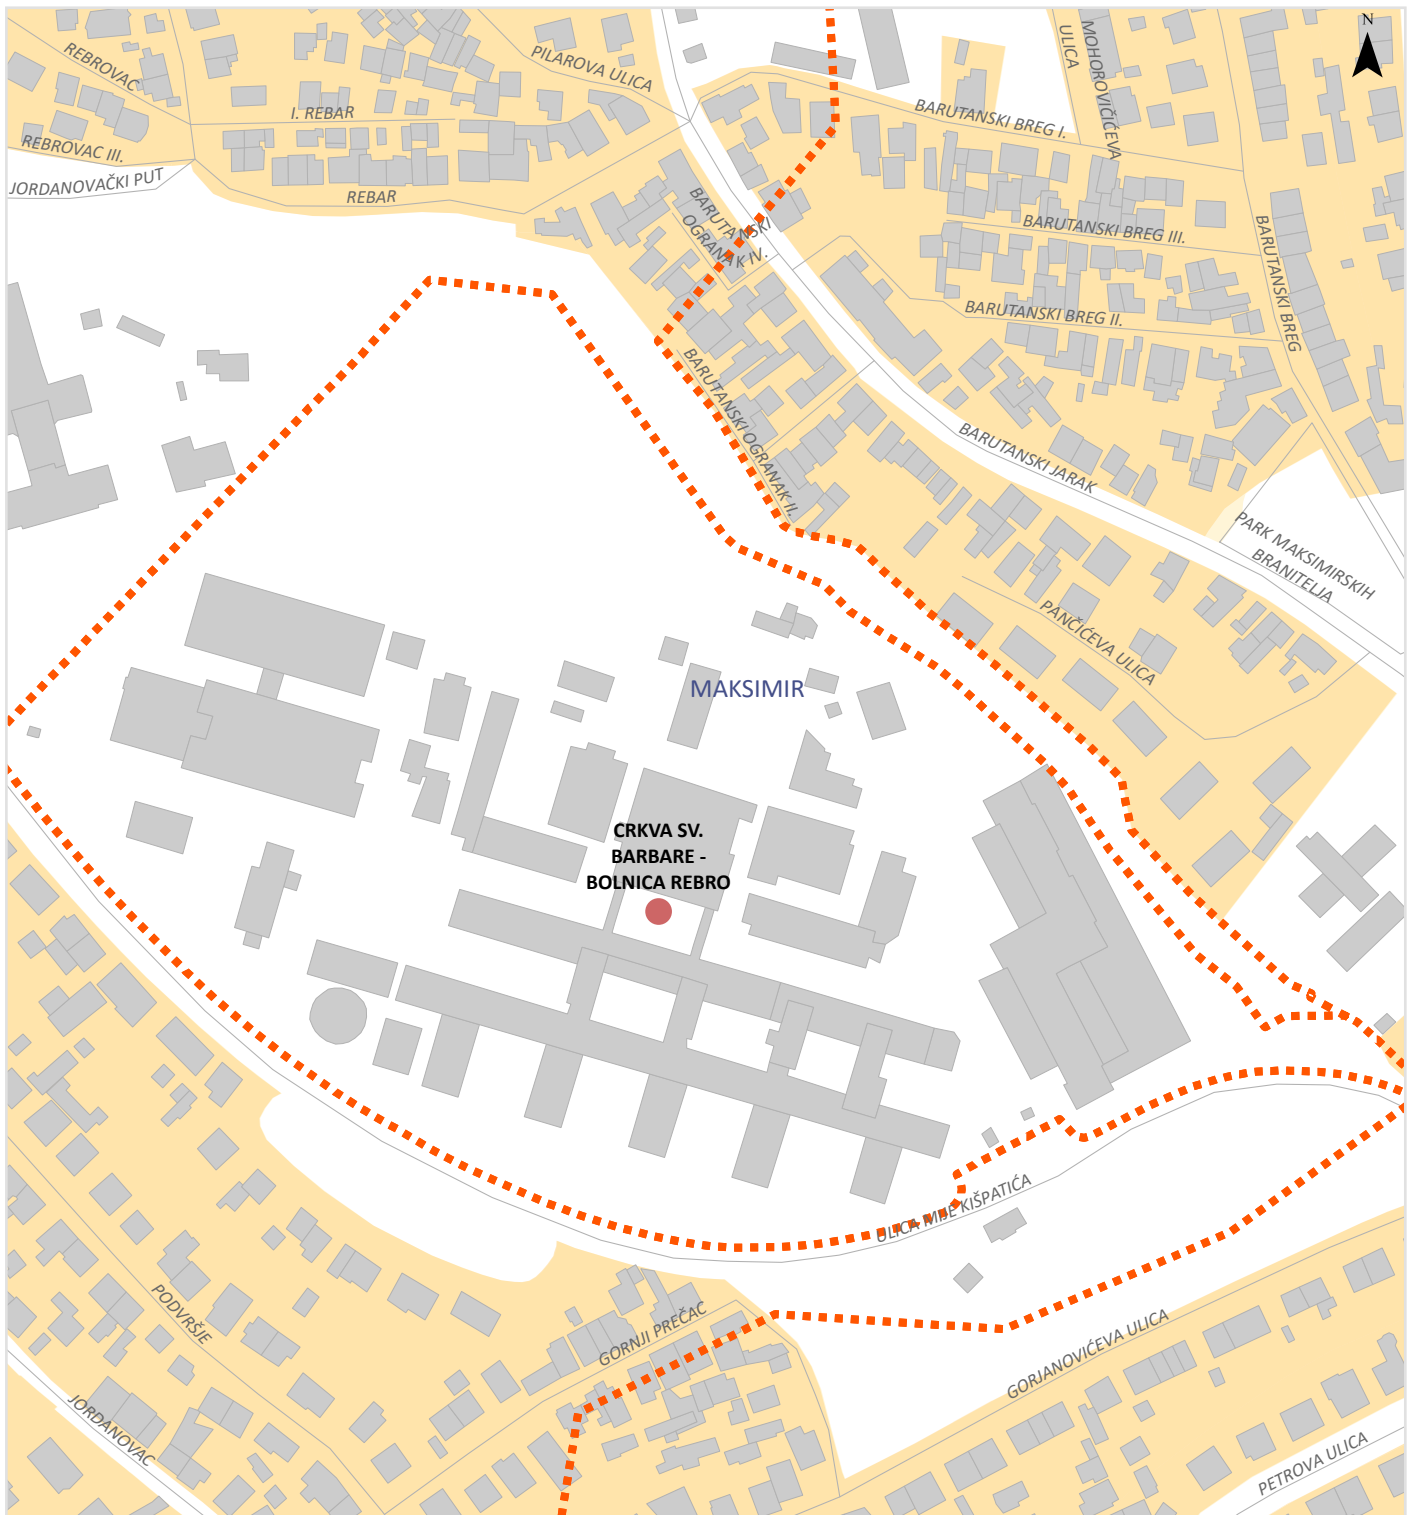 N
MOHOROVIČIĆEVA
ULICA
REBROVAC
PILAROVA ULICA
I. REBAR
BARUTANSKI BREG I.
REBROVAC III.
JORDANOVAČKI PUT
REBAR
BARUTANSKI
OGRANAK IV.
BARUTANSKI BREG III.
BARUTANSKI BREG
BARUTANSKI BREG II.
BARUTANSKI OGRANAK II.
BARUTANSKI JARAK
PARK MAKSIMIRSKIH
BRANITELJA
PANČIĆEVA ULICA
MAKSIMIR
CRKVA SV.
BARBARE -
BOLNICA REBRO
ULICA MIJE KIŠPATIĆA
PODVRŠJE
GORNJI PREČAC
GORJANOVIĆEVA ULICA
JORDANOVAC
PETROVA ULICA